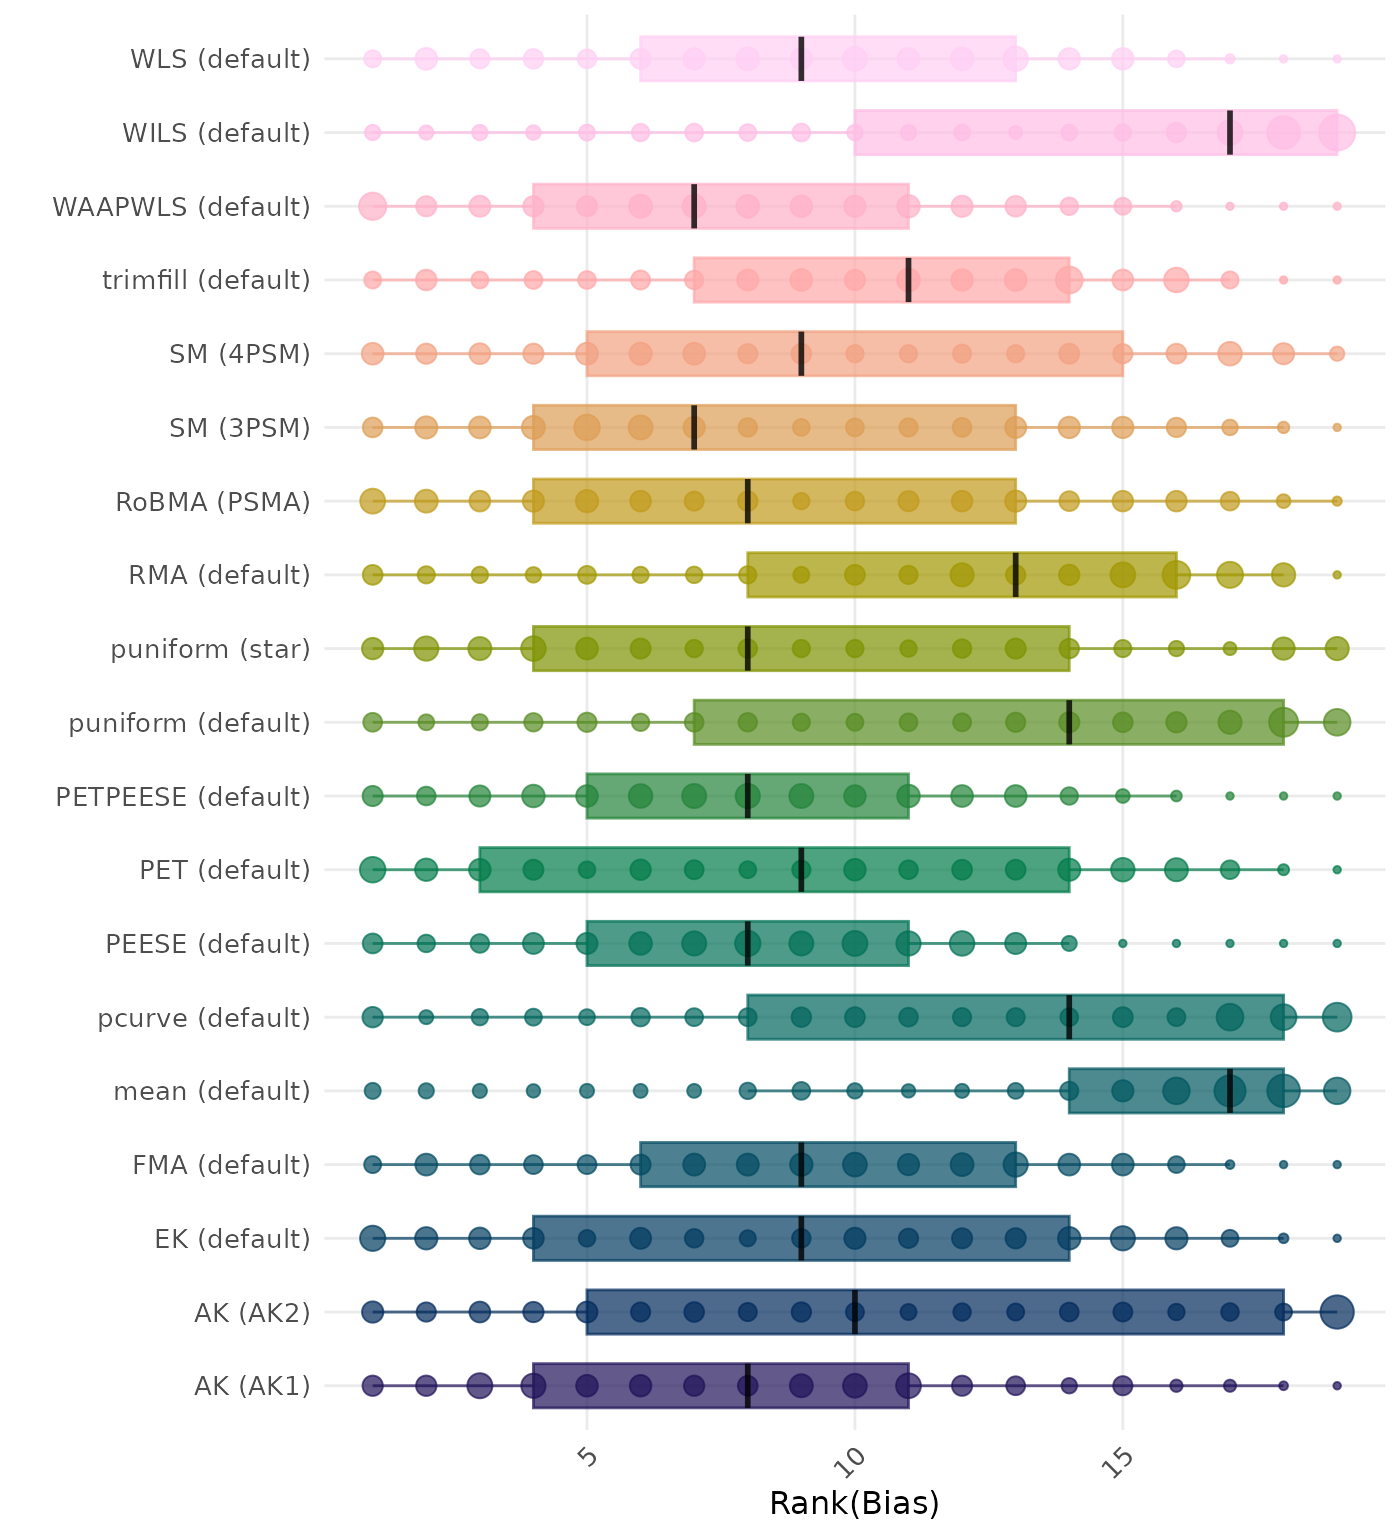 WLS (default)
WILS (default)
WAAPWLS (default)
trimfill (default)
SM (4PSM)
SM (3PSM)
RoBMA (PSMA)
RMA (default)
puniform (star)
puniform (default)
PETPEESE (default)
PET (default)
PEESE (default)
pcurve (default)
mean (default)
FMA (default)
EK (default)
AK (AK2)
AK (AK1)
5 10 15
Rank(Bias)